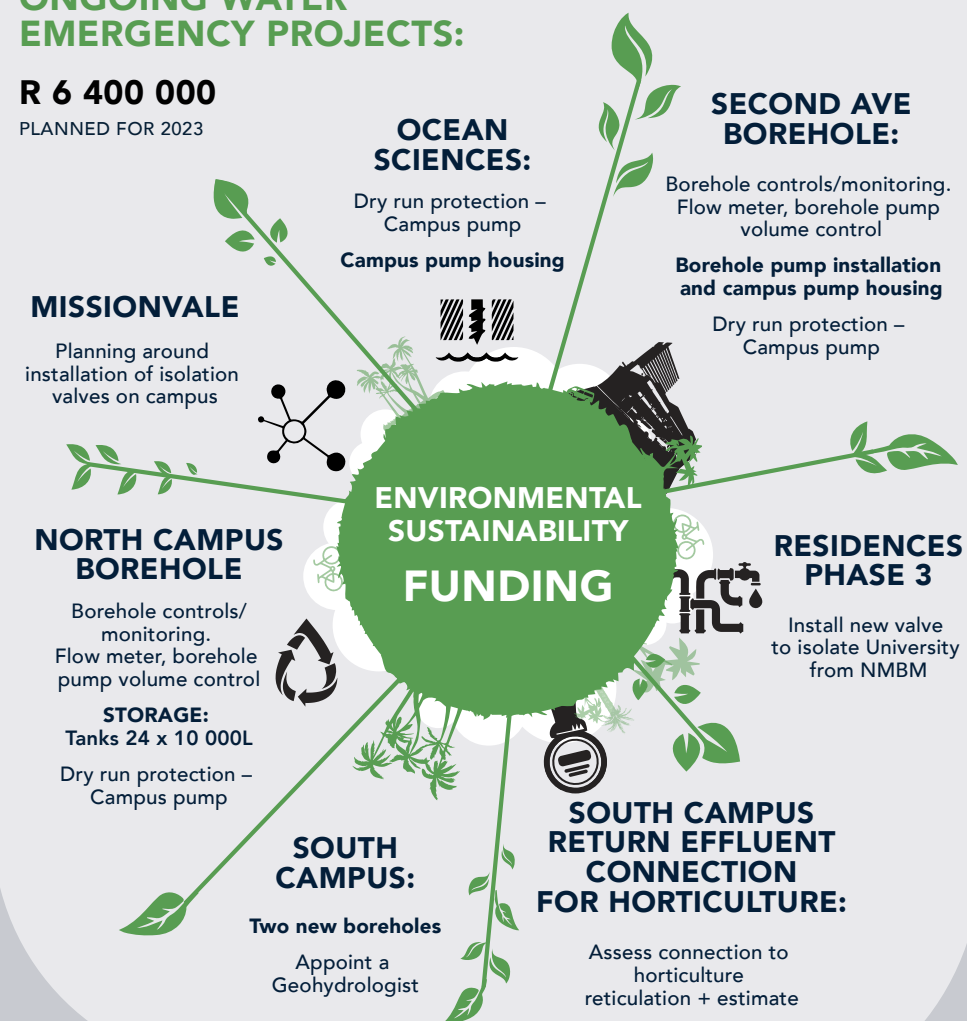 ONGOING WATER
EMERGENCY PROJECTS:
R 6 400 000
PLANNED FOR 2023
OCEAN
SCIENCES:
Dry run protection –
Campus pump
Campus pump housing
SECOND AVE
BOREHOLE:
Borehole controls/monitoring.
Flow meter, borehole pump
volume control
Borehole pump installation
and campus pump housing
Dry run protection –
Campus pump
MISSIONVALE
Planning around
installation of isolation
valves on campus
ENVIRONMENTAL
SUSTAINABILITY
FUNDING
NORTH CAMPUS
BOREHOLE
Borehole controls/
monitoring.
Flow meter, borehole
pump volume control
STORAGE:
Tanks 24 x 10 000L
Dry run protection –
Campus pump
RESIDENCES
PHASE 3
Install new valve
to isolate University
from NMBM
SOUTH
CAMPUS:
Two new boreholes
Appoint a
Geohydrologist
SOUTH CAMPUS
RETURN EFFLUENT
CONNECTION
FOR HORTICULTURE:
Assess connection to
horticulture
reticulation + estimate